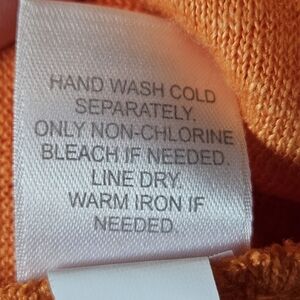 HAND WASH COLD
SEPARATELY.
ONLY NON-CHLORINE
BLEACH IF NEEDED.
LINE DRY.
WARM IRON IF
NEEDED.